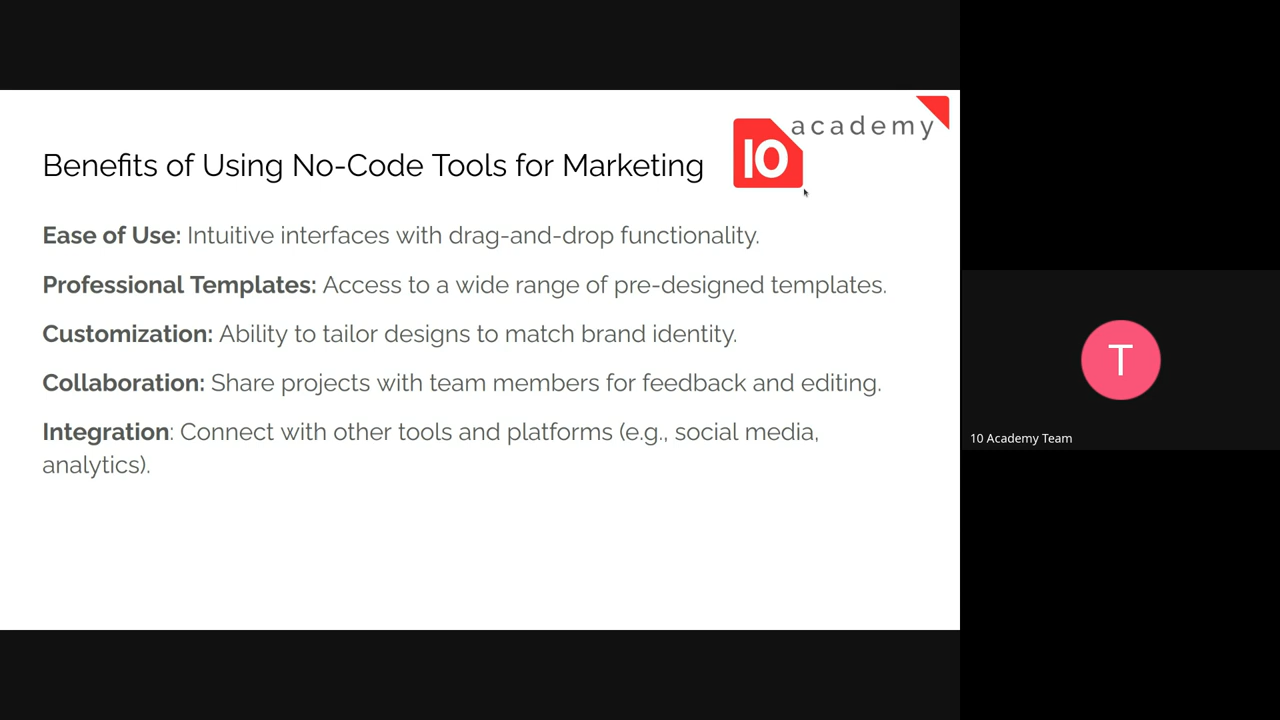 10 academy
Benefits of Using No-Code Tools for Marketing
Ease of Use: Intuitive interfaces with drag-and-drop functionality.
Professional Templates: Access to a wide range of pre-designed templates.
Customization: Ability to tailor designs to match brand identity.
Collaboration: Share projects with team members for feedback and editing.
Integration: Connect with other tools and platforms (e.g., social media,
analytics).
T
10 Academy Team